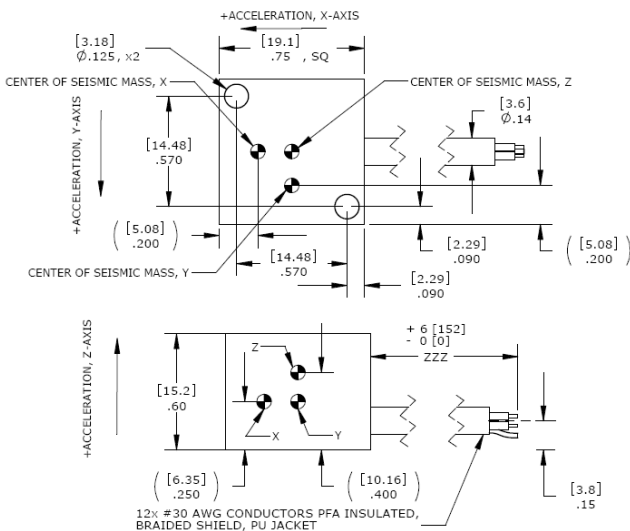 +ACCELERATION, X-AXIS
[3.18]
Ø.125, x2
[19.1]
.75 , SQ
CENTER OF SEISMIC MASS, X
CENTER OF SEISMIC MASS, Z
+ACCELERATION, Y-AXIS
[14.48]
.570
[3.6]
Ø.14
( [5.08]
.200 )
[14.48]
.570
[2.29]
.090
( [5.08]
.200 )
CENTER OF SEISMIC MASS, Y
[2.29]
.090
+ACCELERATION, Z-AXIS
+ 6 [152]
- 0 [0]
ZZZ
Z
[15.2]
.60
X
Y
( [6.35]
.250 )
( [10.16]
.400 )
[3.8]
.15
12x #30 AWG CONDUCTORS PFA INSULATED,
BRAIDED SHIELD, PU JACKET